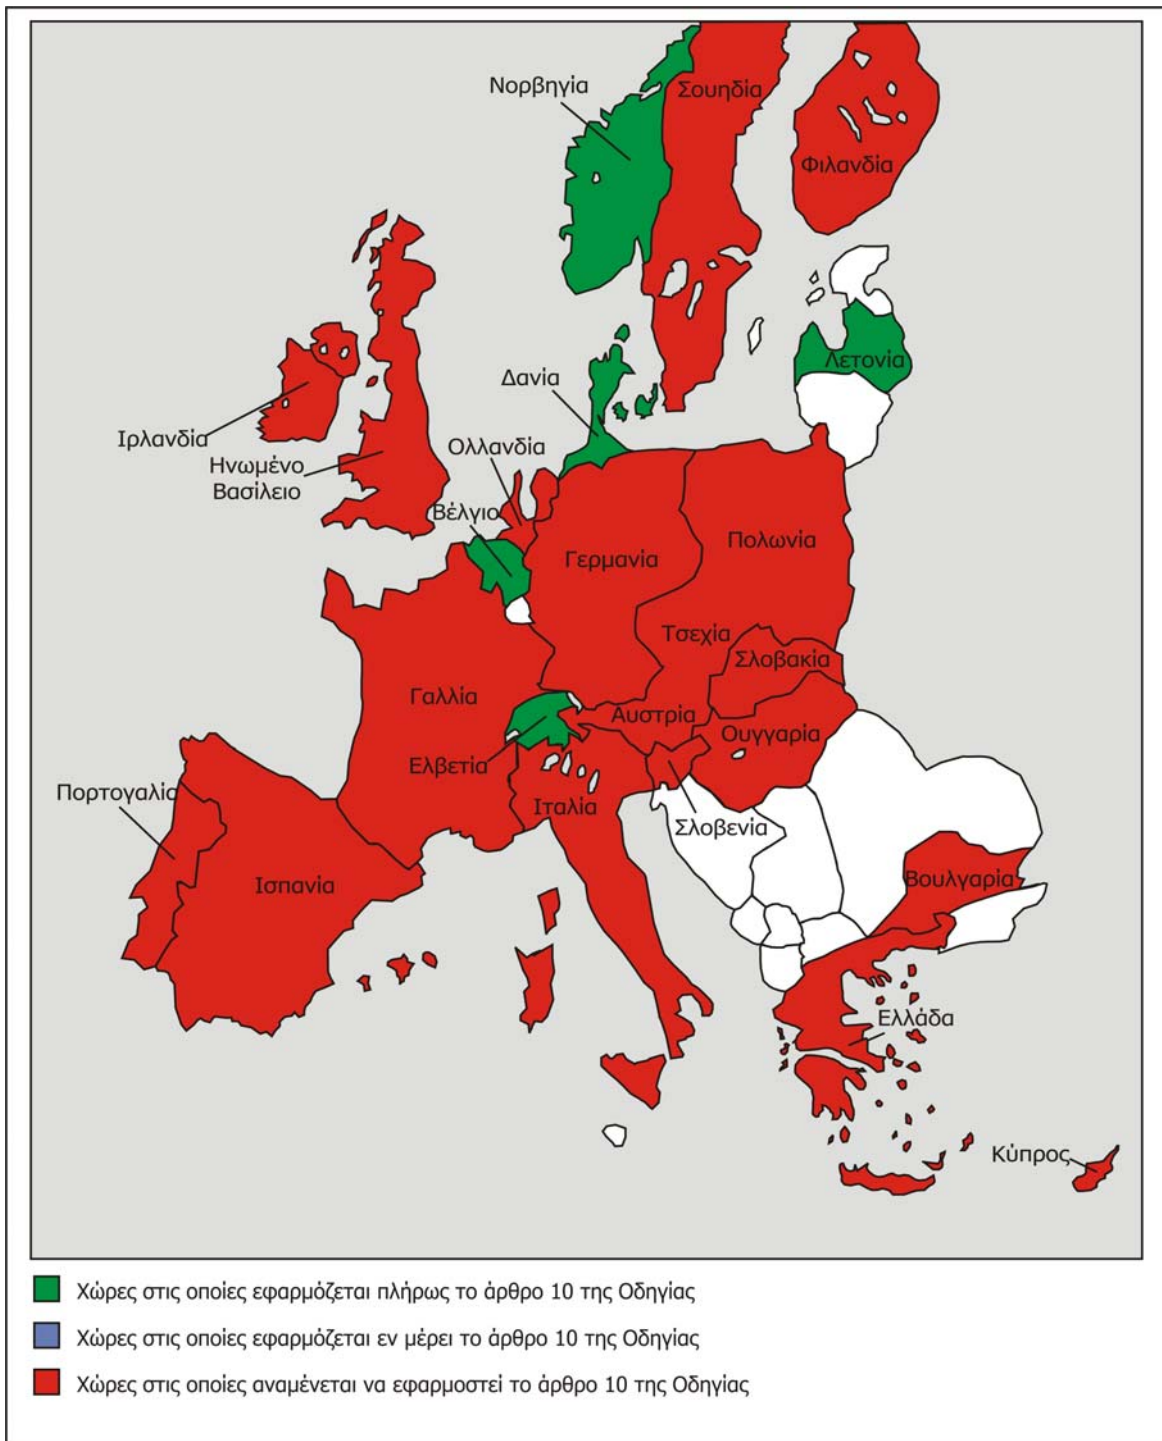 Νορβηγία
Σουηδία
Φιλανδία
Λετονία
Δανία
Ιρλανδία
Ολλανδία
Ηνωμένο
Βασίλειο
Βέλγιο
Πολωνία
Γερμανία
Τσεχία
Σλοβακία
Γαλλία
Αυστρία
Ουγγαρία
Ελβετία
Πορτογαλία
Ιταλία
Σλοβενία
Ισπανία
Βουλγαρία
Ελλάδα
Κύπρος
Χώρες στις οποίες εφαρμόζεται πλήρως το άρθρο 10 της Οδηγίας
Χώρες στις οποίες εφαρμόζεται εν μέρει το άρθρο 10 της Οδηγίας
Χώρες στις οποίες αναμένεται να εφαρμοστεί το άρθρο 10 της Οδηγίας